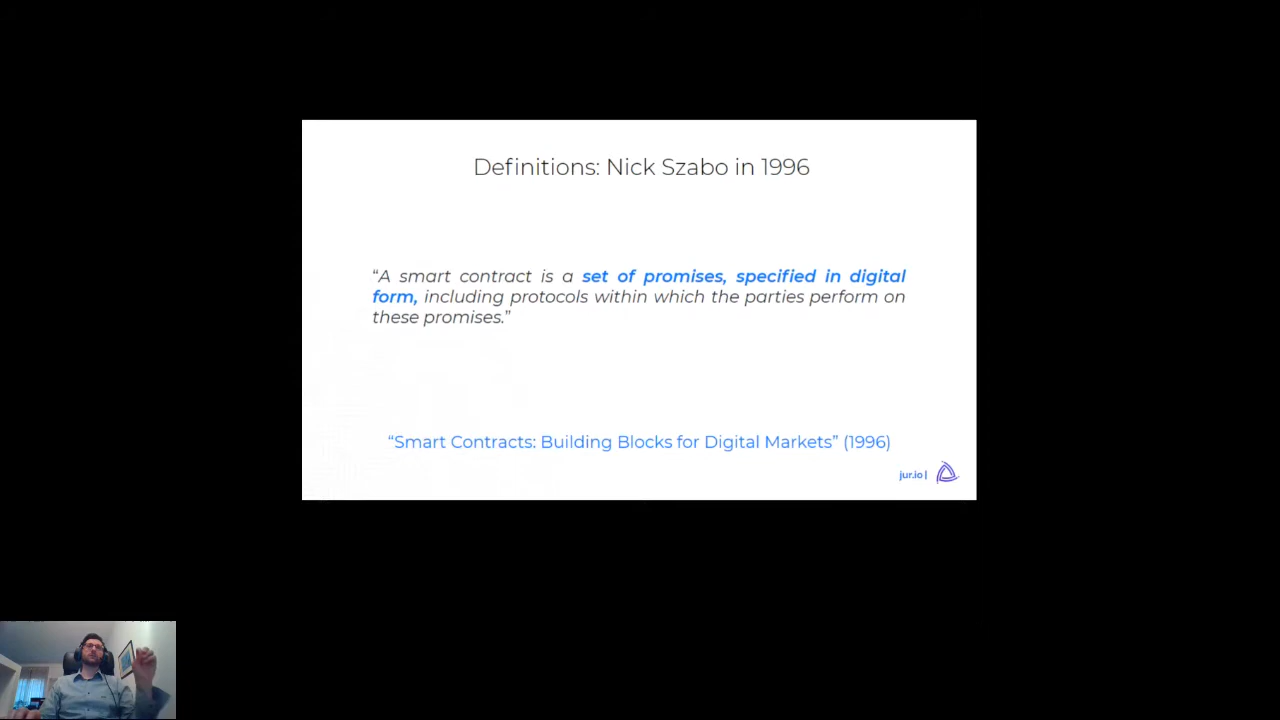 Definitions: Nick Szabo in 1996
“A smart contract is a set of promises, specified in digital
form, including protocols within which the parties perform on
these promises.”
“Smart Contracts: Building Blocks for Digital Markets” (1996)
jur.io |